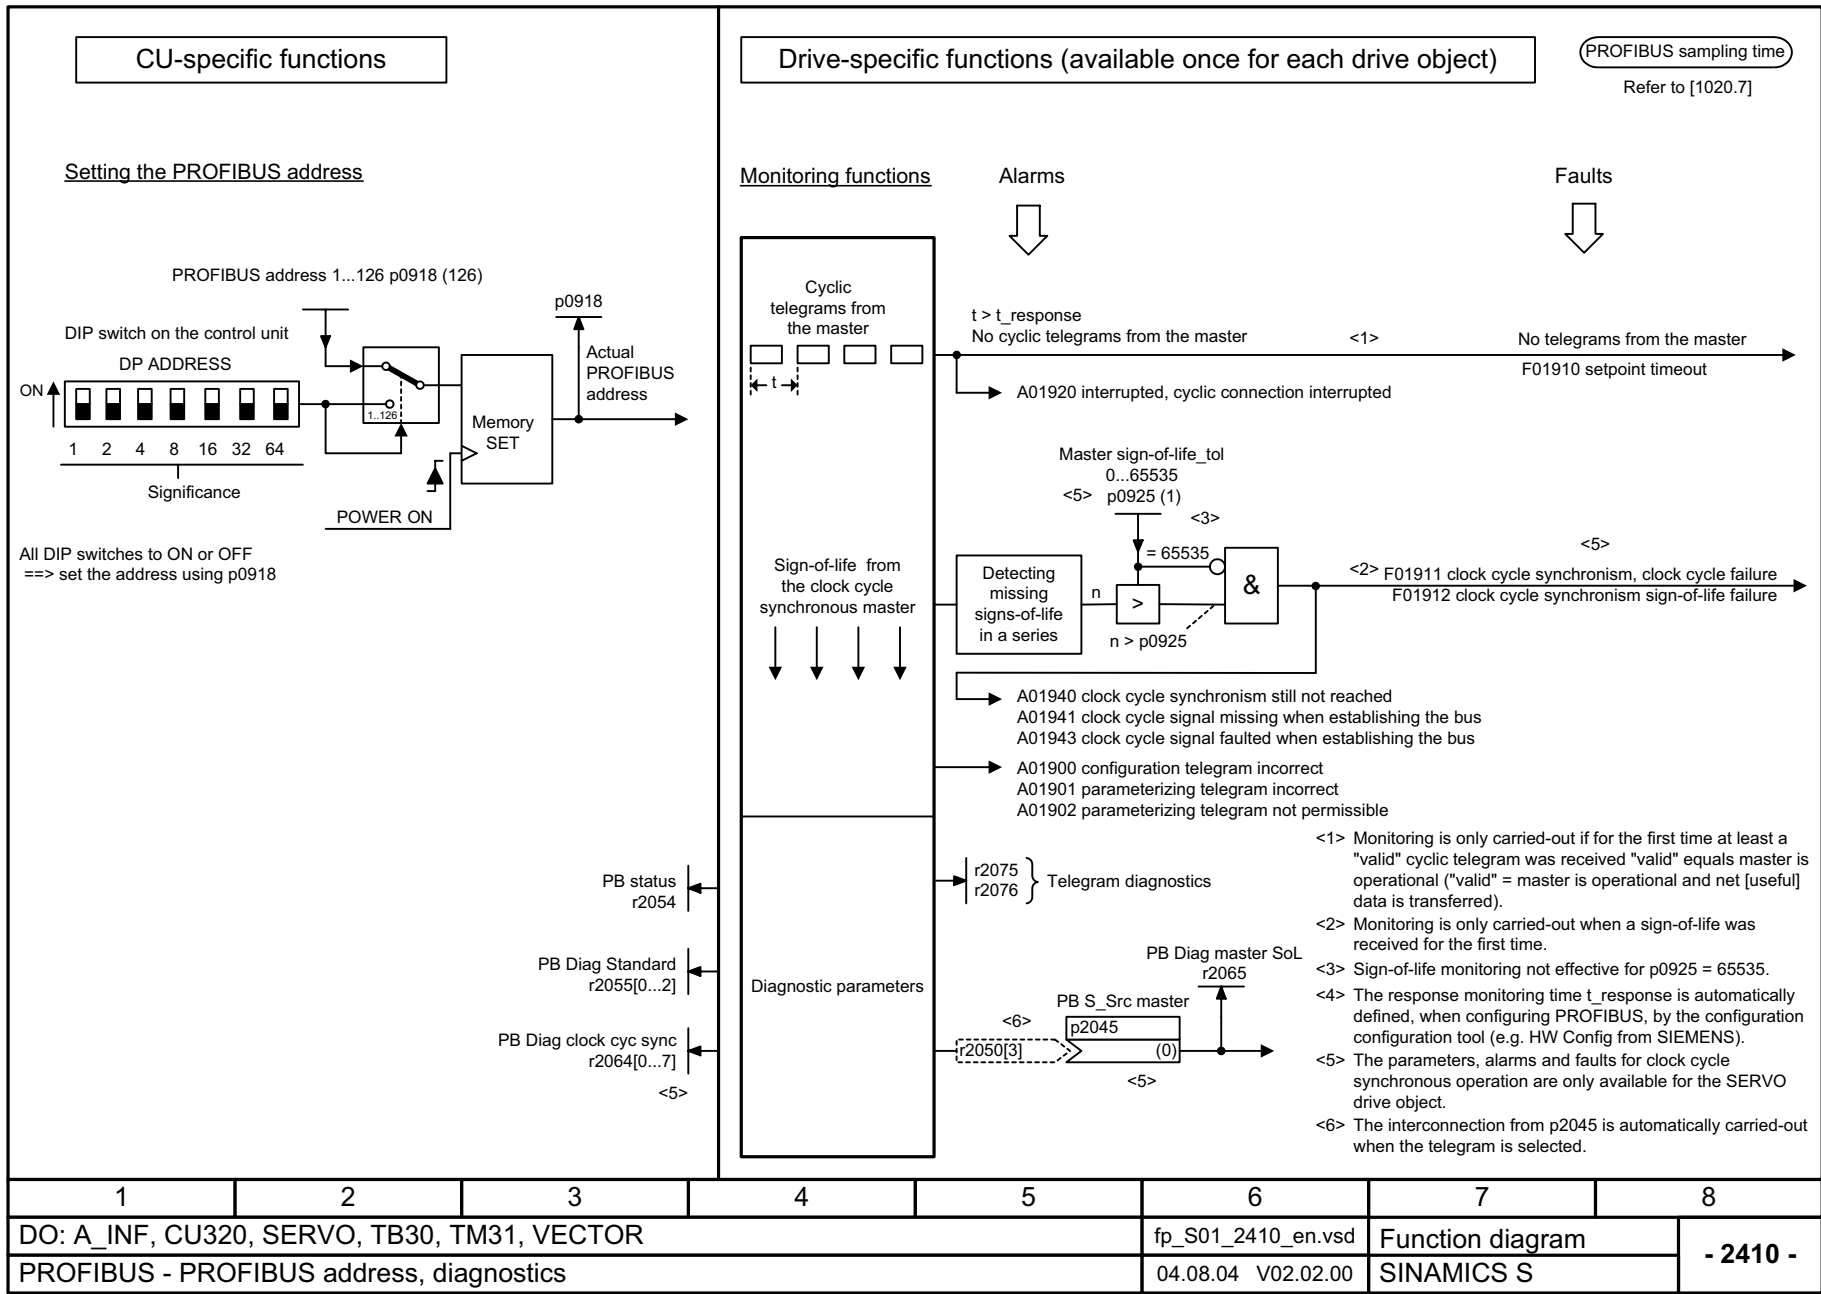 CU-specific functions
Drive-specific functions (available once for each drive object)
PROFIBUS sampling time
Refer to [1020.7]
Setting the PROFIBUS address
PROFIBUS address 1...126 p0918 (126)
DIP switch on the control unit
DP ADDRESS
ON
1 2 4 8 16 32 64
Significance
1..126
p0918
Actual
PROFIBUS
address
Memory
SET
POWER ON
All DIP switches to ON or OFF
==> set the address using p0918
Monitoring functions
Alarms
Faults
Cyclic
telegrams from
the master
t
t > t_response
No cyclic telegrams from the master
<1>
No telegrams from the master
F01910 setpoint timeout
A01920 interrupted, cyclic connection interrupted
Master sign-of-life_tol
0...65535
<5> p0925 (1)
<3>
= 65535
Sign-of-life from
the clock cycle
synchronous master
Detecting
missing
signs-of-life
in a series
n
>
&
n > p0925
<5>
<2> F01911 clock cycle synchronism, clock cycle failure
F01912 clock cycle synchronism sign-of-life failure
A01940 clock cycle synchronism still not reached
A01941 clock cycle signal missing when establishing the bus
A01943 clock cycle signal faulted when establishing the bus
A01900 configuration telegram incorrect
A01901 parameterizing telegram incorrect
A01902 parameterizing telegram not permissible
PB status
r2054
PB Diag Standard
r2055[0...2]
PB Diag clock cyc sync
r2064[0...7]
<5>
Diagnostic parameters
r2075
r2076
Telegram diagnostics
PB Diag master SoL
r2065
PB S_Src master
<6>
p2045
r2050[3]
(0)
<5>
<1> Monitoring is only carried-out if for the first time at least a
"valid" cyclic telegram was received "valid" equals master is
operational ("valid" = master is operational and net [useful]
data is transferred).
<2> Monitoring is only carried-out when a sign-of-life was
received for the first time.
<3> Sign-of-life monitoring not effective for p0925 = 65535.
<4> The response monitoring time t_response is automatically
defined, when configuring PROFIBUS, by the configuration
configuration tool (e.g. HW Config from SIEMENS).
<5> The parameters, alarms and faults for clock cycle
synchronous operation are only available for the SERVO
drive object.
<6> The interconnection from p2045 is automatically carried-out
when the telegram is selected.
1 2 3 4 5 6 7 8
DO: A_INF, CU320, SERVO, TB30, TM31, VECTOR
fp_S01_2410_en.vsd
Function diagram
- 2410 -
PROFIBUS - PROFIBUS address, diagnostics
04.08.04 V02.02.00
SINAMICS S